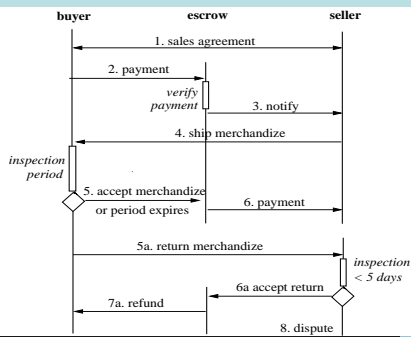 buyer escrow seller
1. sales agreement
2. payment
verify
payment
3. notify
4. ship merchandize
inspection
period
5. accept merchandize
or period expires
6. payment
5a. return merchandize
inspection
< 5 days
6a accept return
7a. refund
8. dispute